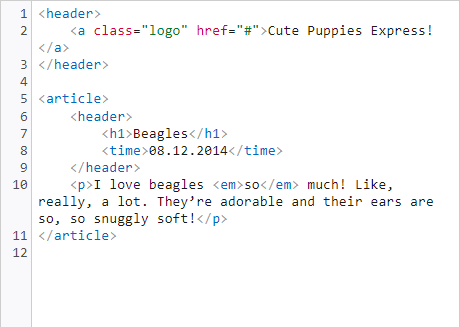 1 <header>
2     <a class="logo" href="#">Cute Puppies Express!
</a>
3 </header>
4
5 <article>
6     <header>
7         <h1>Beagles</h1>
8         <time>08.12.2014</time>
9     </header>
10     <p>I love beagles <em>so</em> much! Like,
really, a lot. They’re adorable and their ears are
so, so snuggly soft!</p>
11 </article>
12